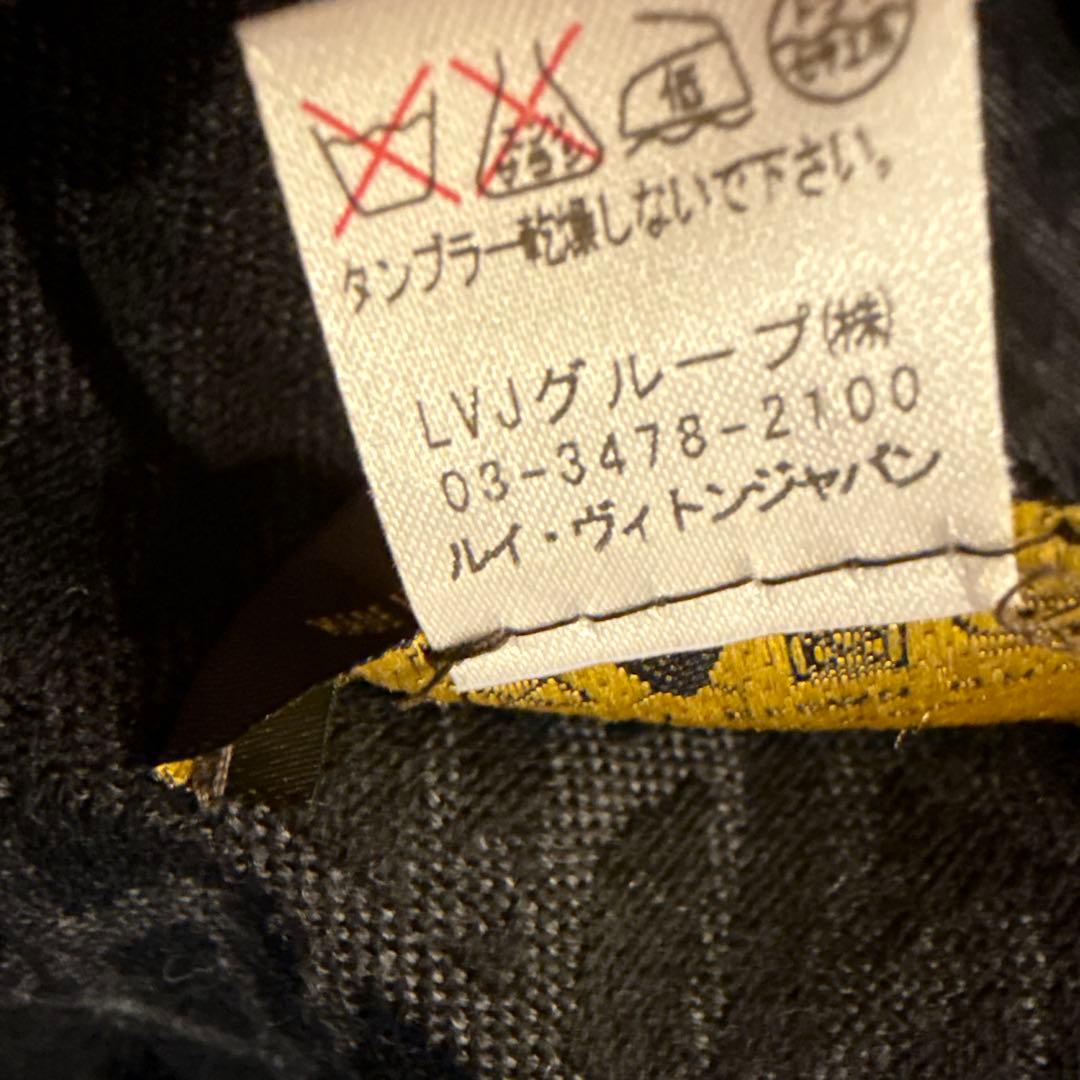 低
タンブラー乾燥しないで下さい。
LVJグループ(株)
03-3478-2100
ルイ・ヴィトンジャパン